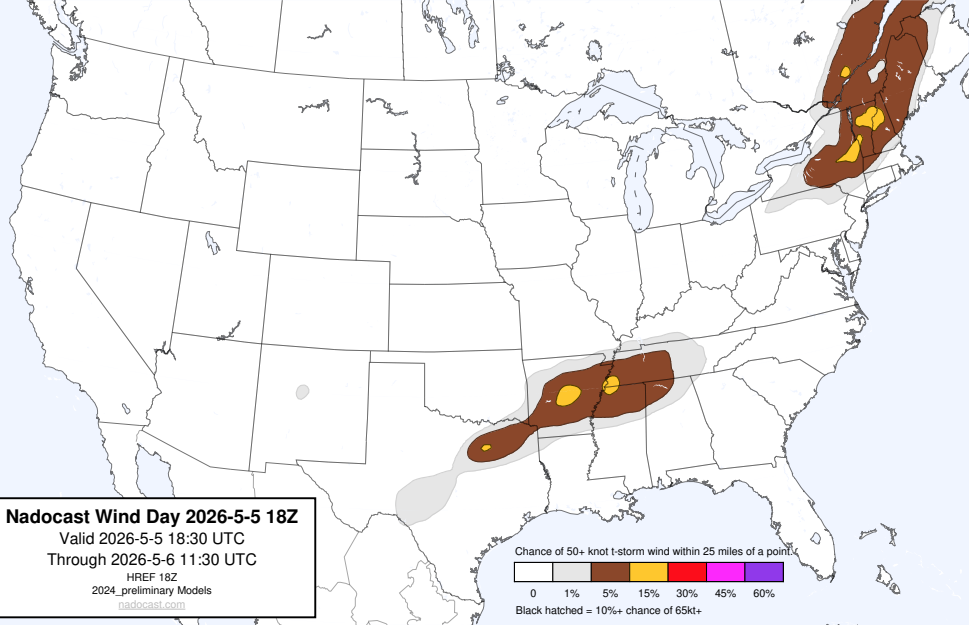 Nadocast Wind Day 2026-5-5 18Z
Valid 2026-5-5 18:30 UTC
Through 2026-5-6 11:30 UTC
HREF 18Z
2024_preliminary Models
nadocast.com
Chance of 50+ knot t-storm wind within 25 miles of a point.
0 1% 5% 15% 30% 45% 60%
Black hatched = 10%+ chance of 65kt+